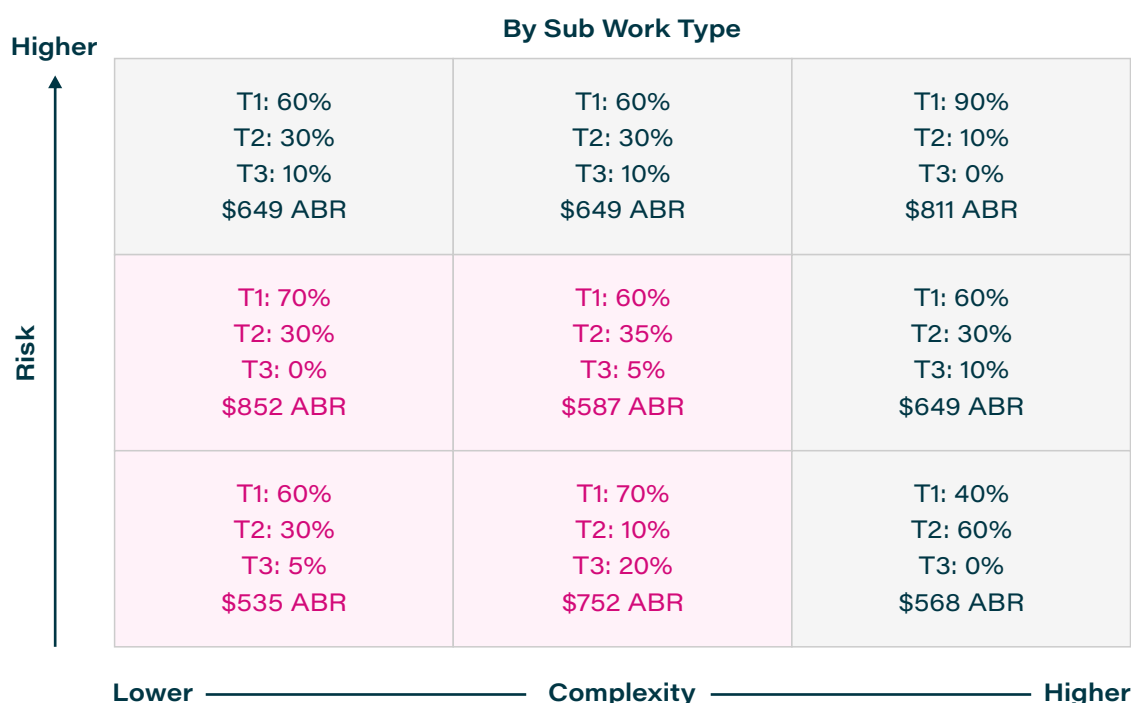 By Sub Work Type
Higher
T1: 60%
T2: 30%
T3: 10%
$649 ABR
T1: 60%
T2: 30%
T3: 10%
$649 ABR
T1: 90%
T2: 10%
T3: 0%
$811 ABR
Risk
T1: 70%
T2: 30%
T3: 0%
$852 ABR
T1: 60%
T2: 35%
T3: 5%
$587 ABR
T1: 60%
T2: 30%
T3: 10%
$649 ABR
T1: 60%
T2: 30%
T3: 5%
$535 ABR
T1: 70%
T2: 10%
T3: 20%
$752 ABR
T1: 40%
T2: 60%
T3: 0%
$568 ABR
Lower
Complexity
Higher